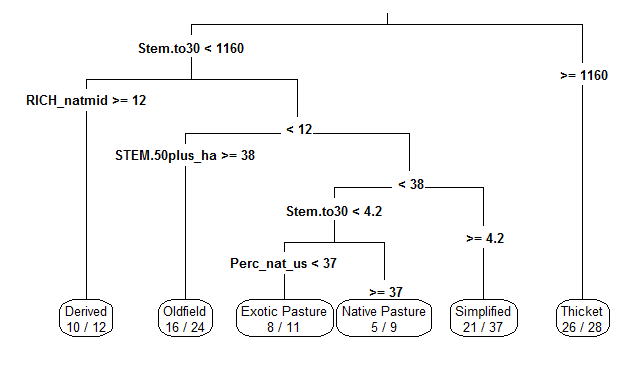 Stem.to30 < 1160
>= 1160
RICH_natmid >= 12
< 12
STEM.50plus_ha >= 38
< 38
Stem.to30 < 4.2
>= 4.2
Perc_nat_us < 37
>= 37
Derived
10 / 12
Oldfield
16 / 24
Exotic Pasture
8 / 11
Native Pasture
5 / 9
Simplified
21 / 37
Thicket
26 / 28